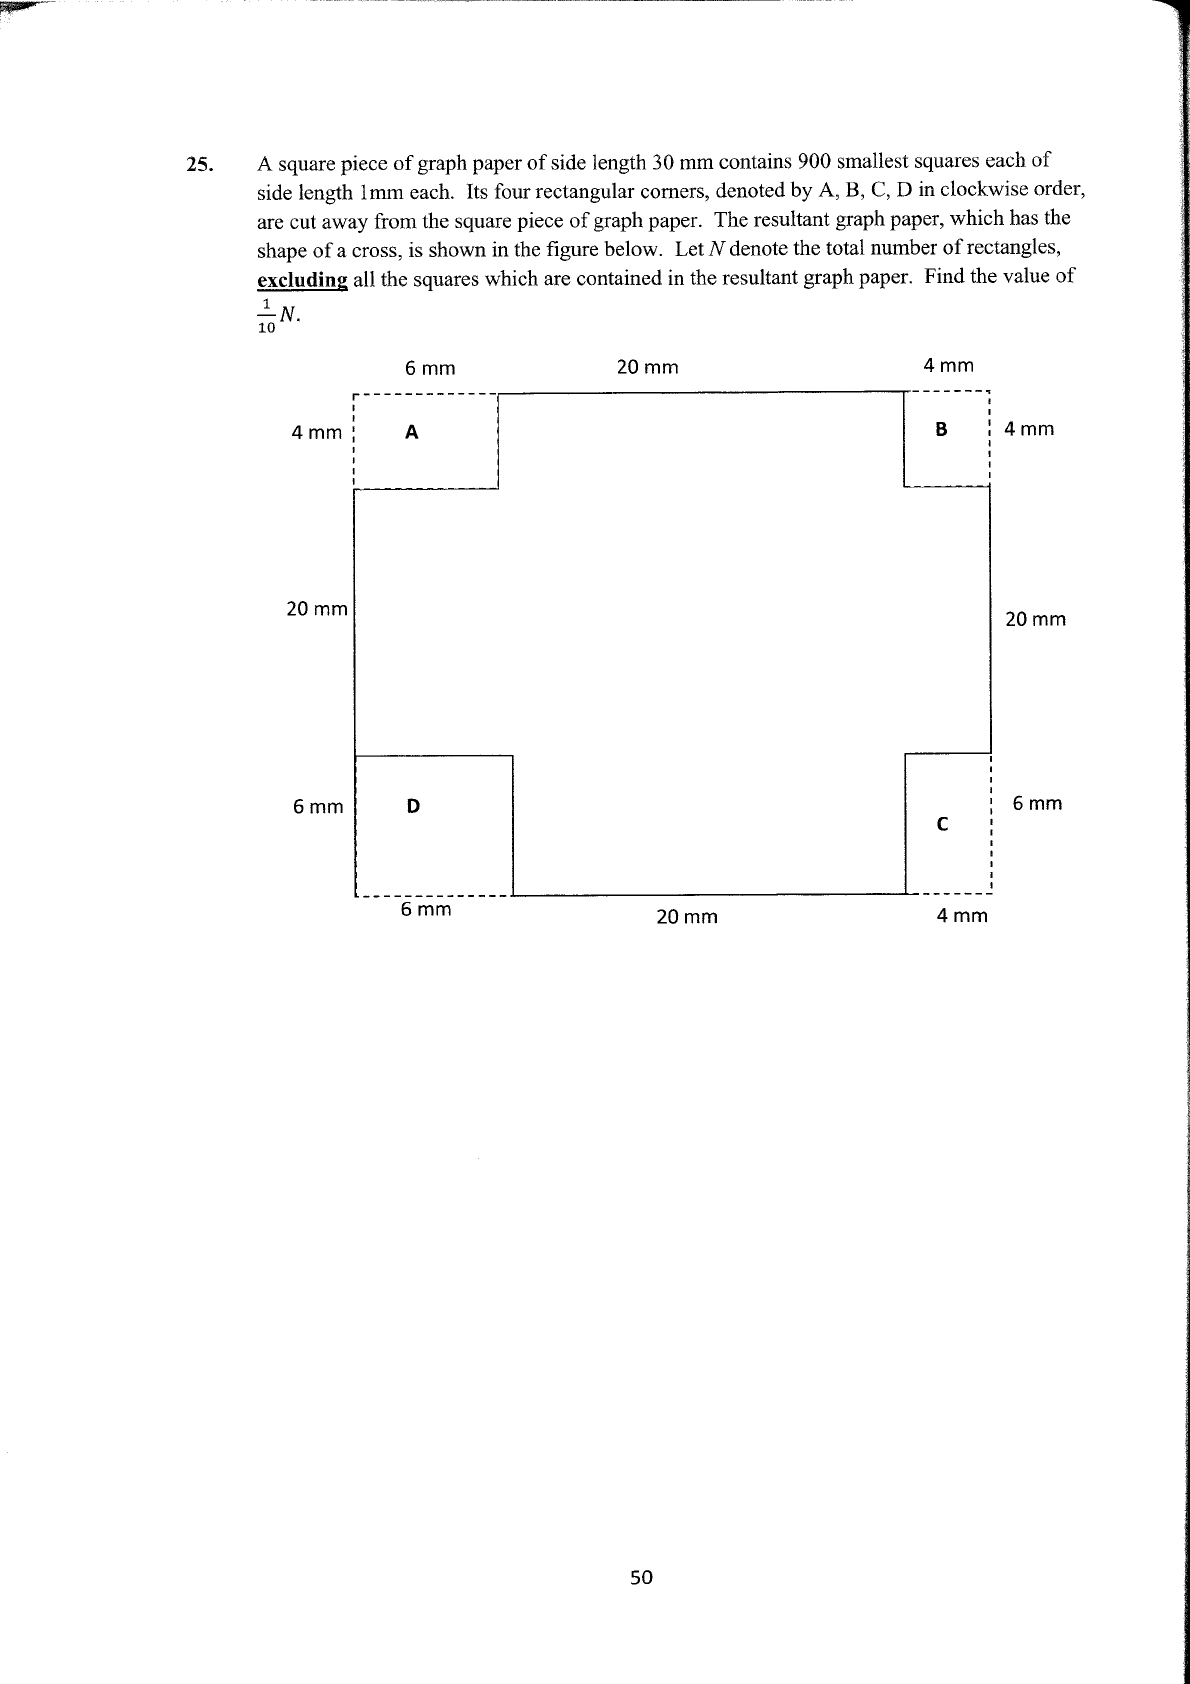 25. A square piece of graph paper of side length 30 mm contains 900 smallest squares each of
side length 1mm each. Its four rectangular corners, denoted by A, B, C, D in clockwise order,
are cut away from the square piece of graph paper. The resultant graph paper, which has the
shape of a cross, is shown in the figure below. Let N denote the total number of rectangles,
excluding all the squares which are contained in the resultant graph paper. Find the value of
1/10 N.
6 mm 20 mm 4 mm
4 mm A B 4 mm
20 mm 20 mm
6 mm D C 6 mm
6 mm 20 mm 4 mm
50